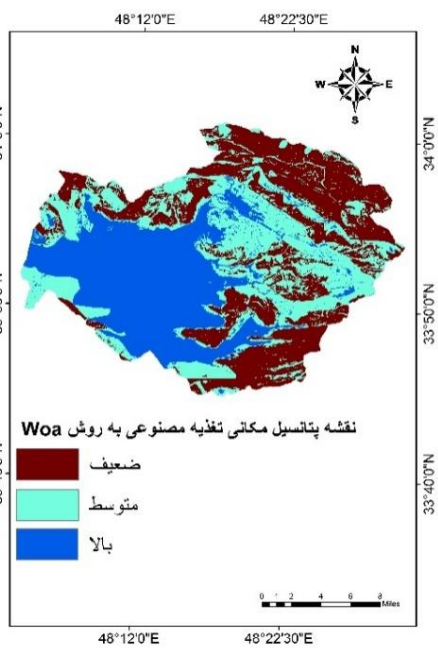 48°12'0"E 48°22'30"E
N
W E
S
34°0'0"N
33°50'0"N
نقشه پتانسیل مکانی تغذیه مصنوعی به روش Woa
ضعیف
متوسط
بالا
33°40'0"N
0 1 2 4 6 8
Miles
48°12'0"E 48°22'30"E